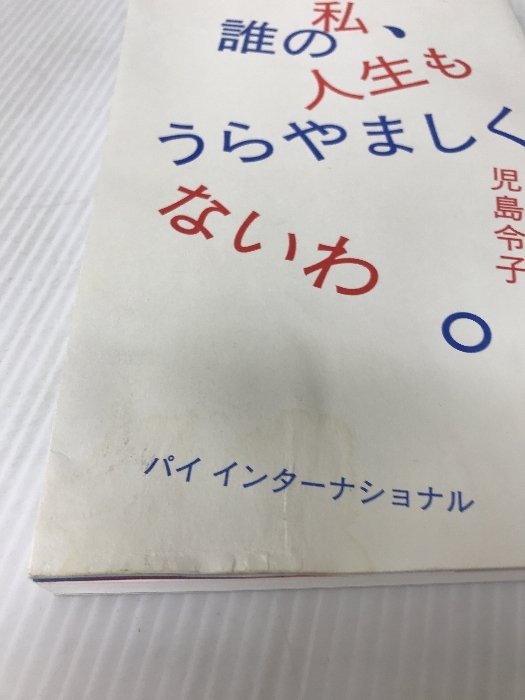 私、
誰の
人生も
うらやましく
ないわ
。
児島令子
パイ インターナショナル